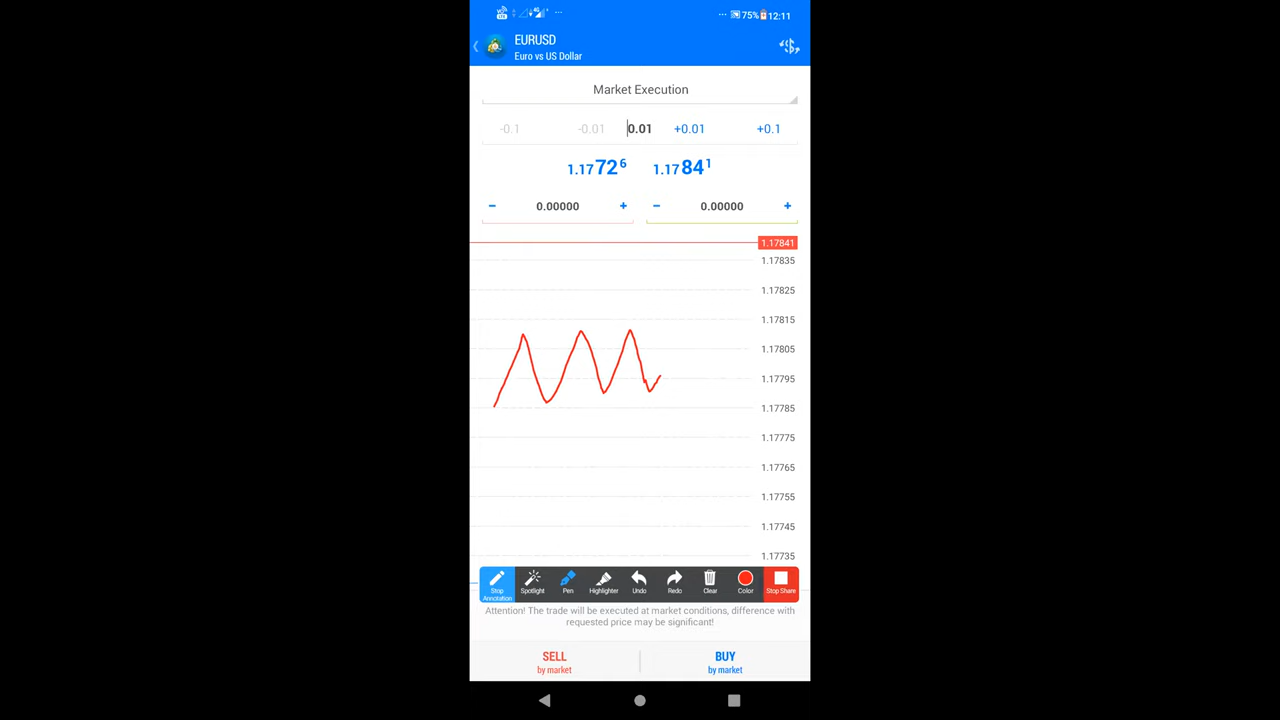 VoLTE 4G ... ... 75% 12:11
EURUSD
Euro vs US Dollar
Market Execution
-0.1 -0.01 0.01 +0.01 +0.1
1.17726 1.17841
- 0.00000 + - 0.00000 +
1.17841
1.17835
1.17825
1.17815
1.17805
1.17795
1.17785
1.17775
1.17765
1.17755
1.17745
1.17735
Stop Annotation Spotlight Pen Highlighter Undo Redo Clear Color Stop Share
Attention! The trade will be executed at market conditions, difference with
requested price may be significant!
SELL BUY
by market by market